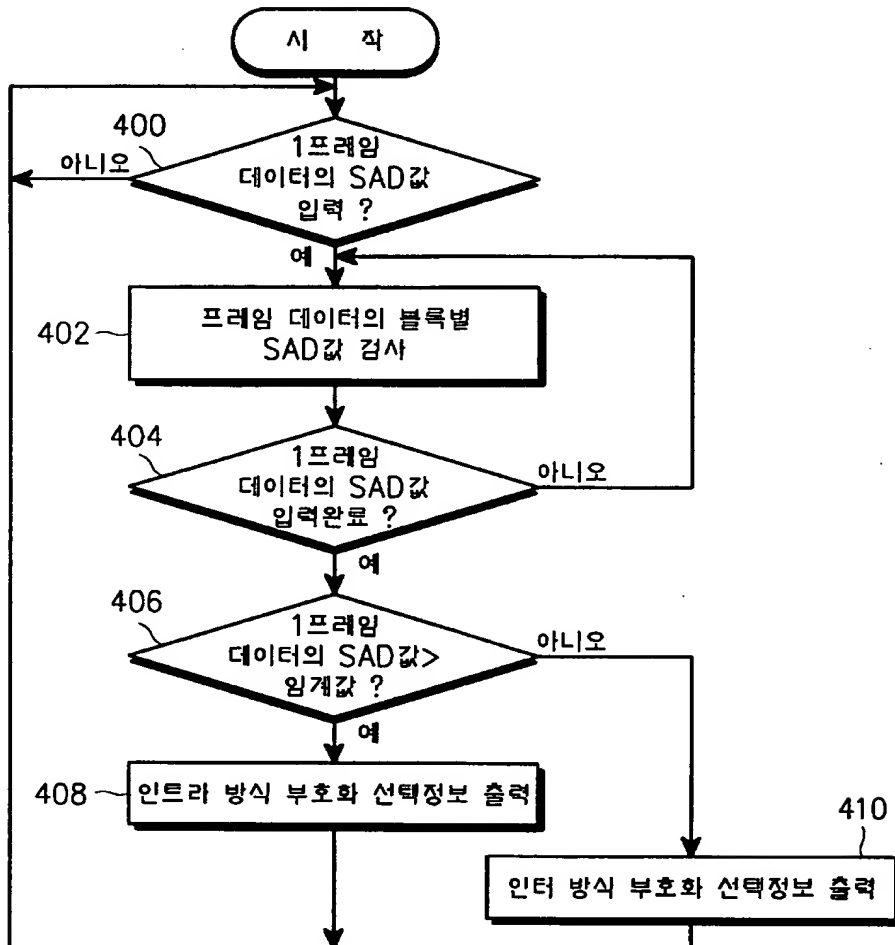 시 작
400
1프레임
아니오
데이터의 SAD값
입력 ?
예
프레임 데이터의 블록별
402
SAD값 검사
404
1프레임
아니오
데이터의 SAD값
입력완료 ?
예
406
1프레임
아니오
데이터의 SAD값>
임계값 ?
예
408
인트라 방식 부호화 선택정보 출력
410
인터 방식 부호화 선택정보 출력